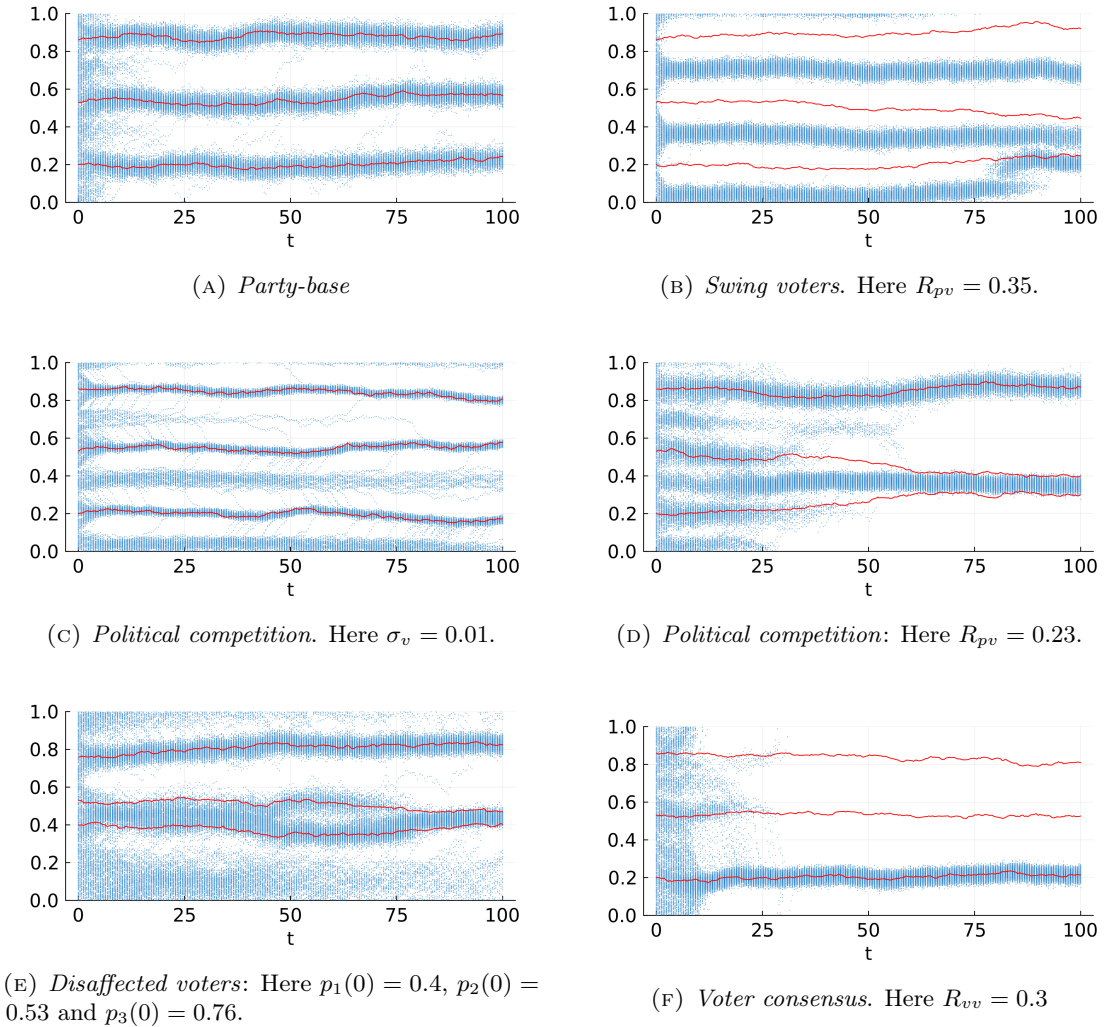 1.0
0.8
0.6
0.4
0.2
0.0
0 25 50 75 100
t
(A) Party-base
1.0
0.8
0.6
0.4
0.2
0.0
0 25 50 75 100
t
(B) Swing voters. Here R_{pv} = 0.35.
1.0
0.8
0.6
0.4
0.2
0.0
0 25 50 75 100
t
(C) Political competition. Here σ_v = 0.01.
1.0
0.8
0.6
0.4
0.2
0.0
0 25 50 75 100
t
(D) Political competition: Here R_{pv} = 0.23.
1.0
0.8
0.6
0.4
0.2
0.0
0 25 50 75 100
t
(E) Disaffected voters: Here p_1(0) = 0.4, p_2(0) =
0.53 and p_3(0) = 0.76.
1.0
0.8
0.6
0.4
0.2
0.0
0 25 50 75 100
t
(F) Voter consensus. Here R_{vv} = 0.3